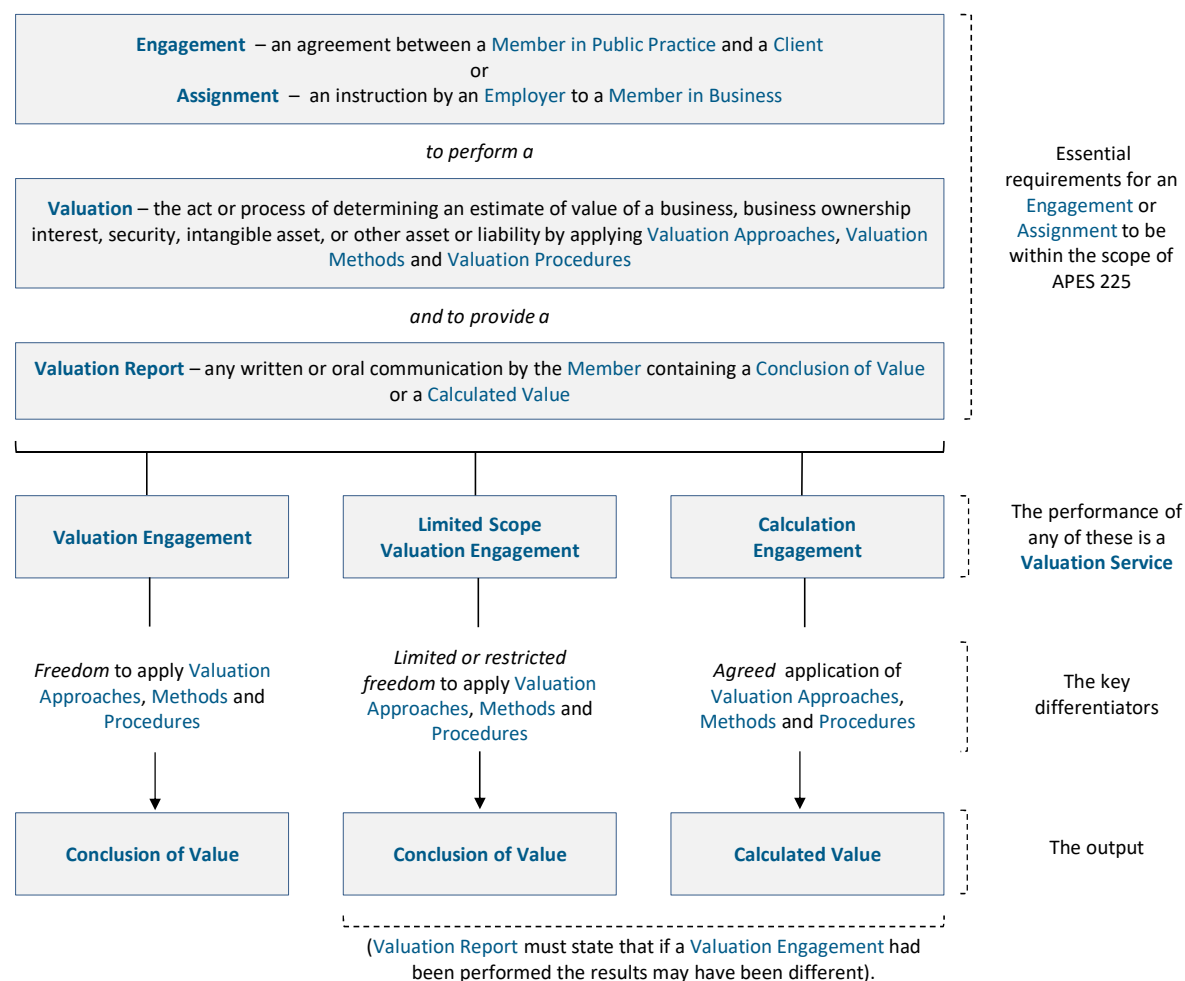 Engagement – an agreement between a Member in Public Practice and a Client
or
Assignment – an instruction by an Employer to a Member in Business
to perform a
Valuation – the act or process of determining an estimate of value of a business, business ownership
interest, security, intangible asset, or other asset or liability by applying Valuation Approaches, Valuation
Methods and Valuation Procedures
and to provide a
Valuation Report – any written or oral communication by the Member containing a Conclusion of Value
or a Calculated Value
Essential
requirements for an
Engagement or
Assignment to be
within the scope of
APES 225
Valuation Engagement
Limited Scope
Valuation Engagement
Calculation
Engagement
The performance of
any of these is a
Valuation Service
Freedom to apply Valuation
Approaches, Methods and
Procedures
Limited or restricted
freedom to apply Valuation
Approaches, Methods and
Procedures
Agreed application of
Valuation Approaches,
Methods and Procedures
The key
differentiators
Conclusion of Value
Conclusion of Value
Calculated Value
The output
(Valuation Report must state that if a Valuation Engagement had
been performed the results may have been different).